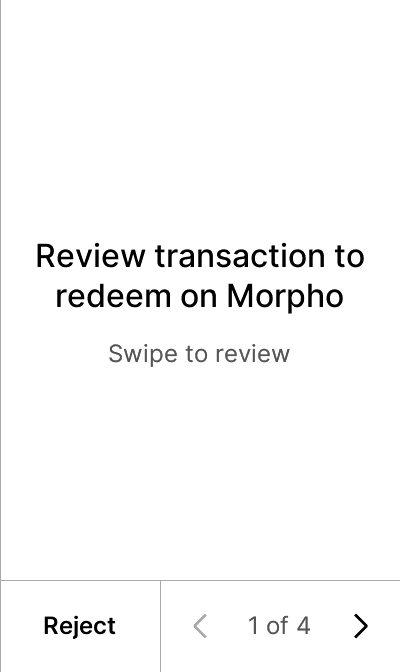 Review transaction to
redeem on Morpho
Swipe to review
Reject
1 of 4